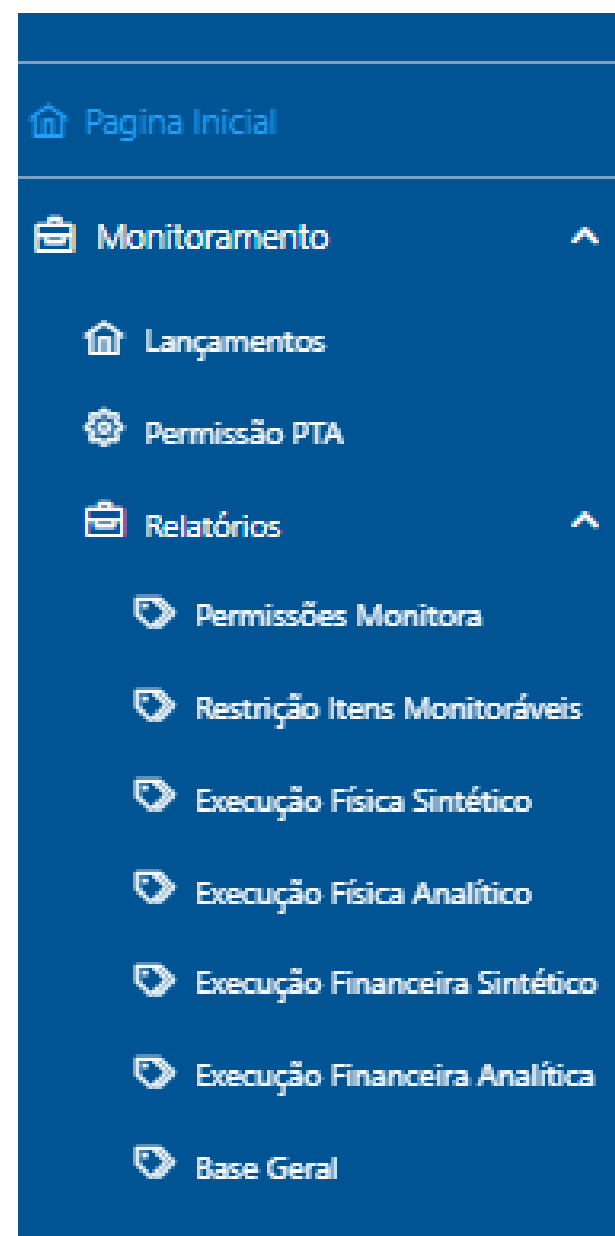 Pagina Inicial
Monitoramento
Lançamentos
Permissão PTA
Relatórios
Permissões Monitora
Restrição Itens Monitoráveis
Execução Física Sintético
Execução Física Analítico
Execução Financeira Sintético
Execução Financeira Analítica
Base Geral